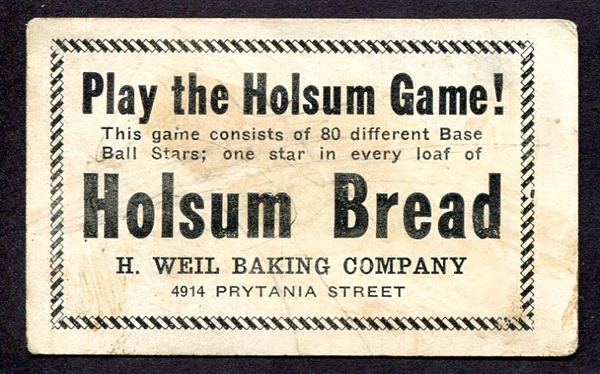 Play the Holsum Game!
This game consists of 80 different Base
Ball Stars; one star in every loaf of
Holsum Bread
H. WEIL BAKING COMPANY
4914 PRYTANIA STREET